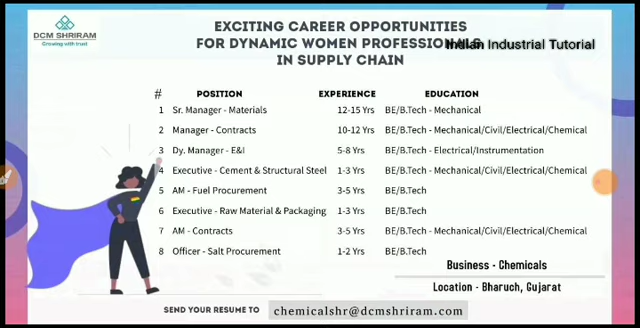 DCM SHRIRAM
Growing with trust
EXCITING CAREER OPPORTUNITIES
FOR DYNAMIC WOMEN PROFESSIONALS
IN SUPPLY CHAIN
Indian Industrial Tutorial
# POSITION EXPERIENCE EDUCATION
1 Sr. Manager - Materials 12-15 Yrs BE/B.Tech - Mechanical
2 Manager - Contracts 10-12 Yrs BE/B.Tech - Mechanical/Civil/Electrical/Chemical
3 Dy. Manager - E&I 5-8 Yrs BE/B.Tech - Electrical/Instrumentation
4 Executive - Cement & Structural Steel 1-3 Yrs BE/B.Tech - Mechanical/Civil/Electrical/Chemical
5 AM - Fuel Procurement 3-5 Yrs BE/B.Tech
6 Executive - Raw Material & Packaging 1-3 Yrs BE/B.Tech
7 AM - Contracts 3-5 Yrs BE/B.Tech - Mechanical/Civil/Electrical/Chemical
8 Officer - Salt Procurement 1-2 Yrs BE/B.Tech
Business - Chemicals
Location - Bharuch, Gujarat
SEND YOUR RESUME TO chemicalshr@dcmshriram.com